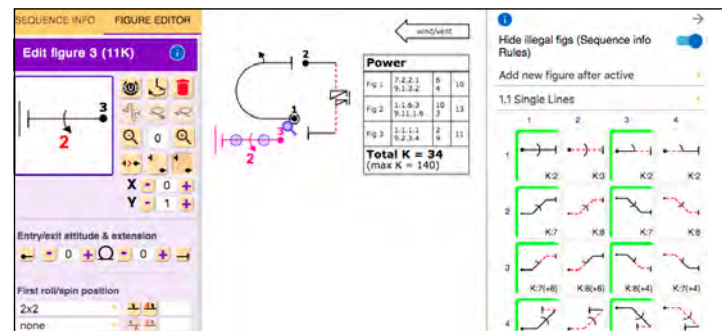 SEQUENCE INFO
FIGURE EDITOR
Edit figure 3 (11K)
3
2
0
X - 0 +
Y - 1 +
Entry/exit attitude & extension
- 0 + - 0 +
First roll/spin position
2x2
none
wind/vent
2
1
3
2
Power
Fig 1 7.2.2.1 6 10
9.1.3.2 4
Fig 2 1.1.6.3 10 13
9.11.1.6 3
Fig 3 1.1.1.1 2 11
9.2.3.4 9
Total K = 34
(max K = 140)
Hide illegal figs (Sequence info
Rules)
Add new figure after active
1.1 Single Lines
1 2 3 4
1
K:2 K:3 K:2 K:2
2
K:7 K:8 K:7 K:8
3
K:7(+6) K:8(+6) K:8(+4) K:7(+4)
4